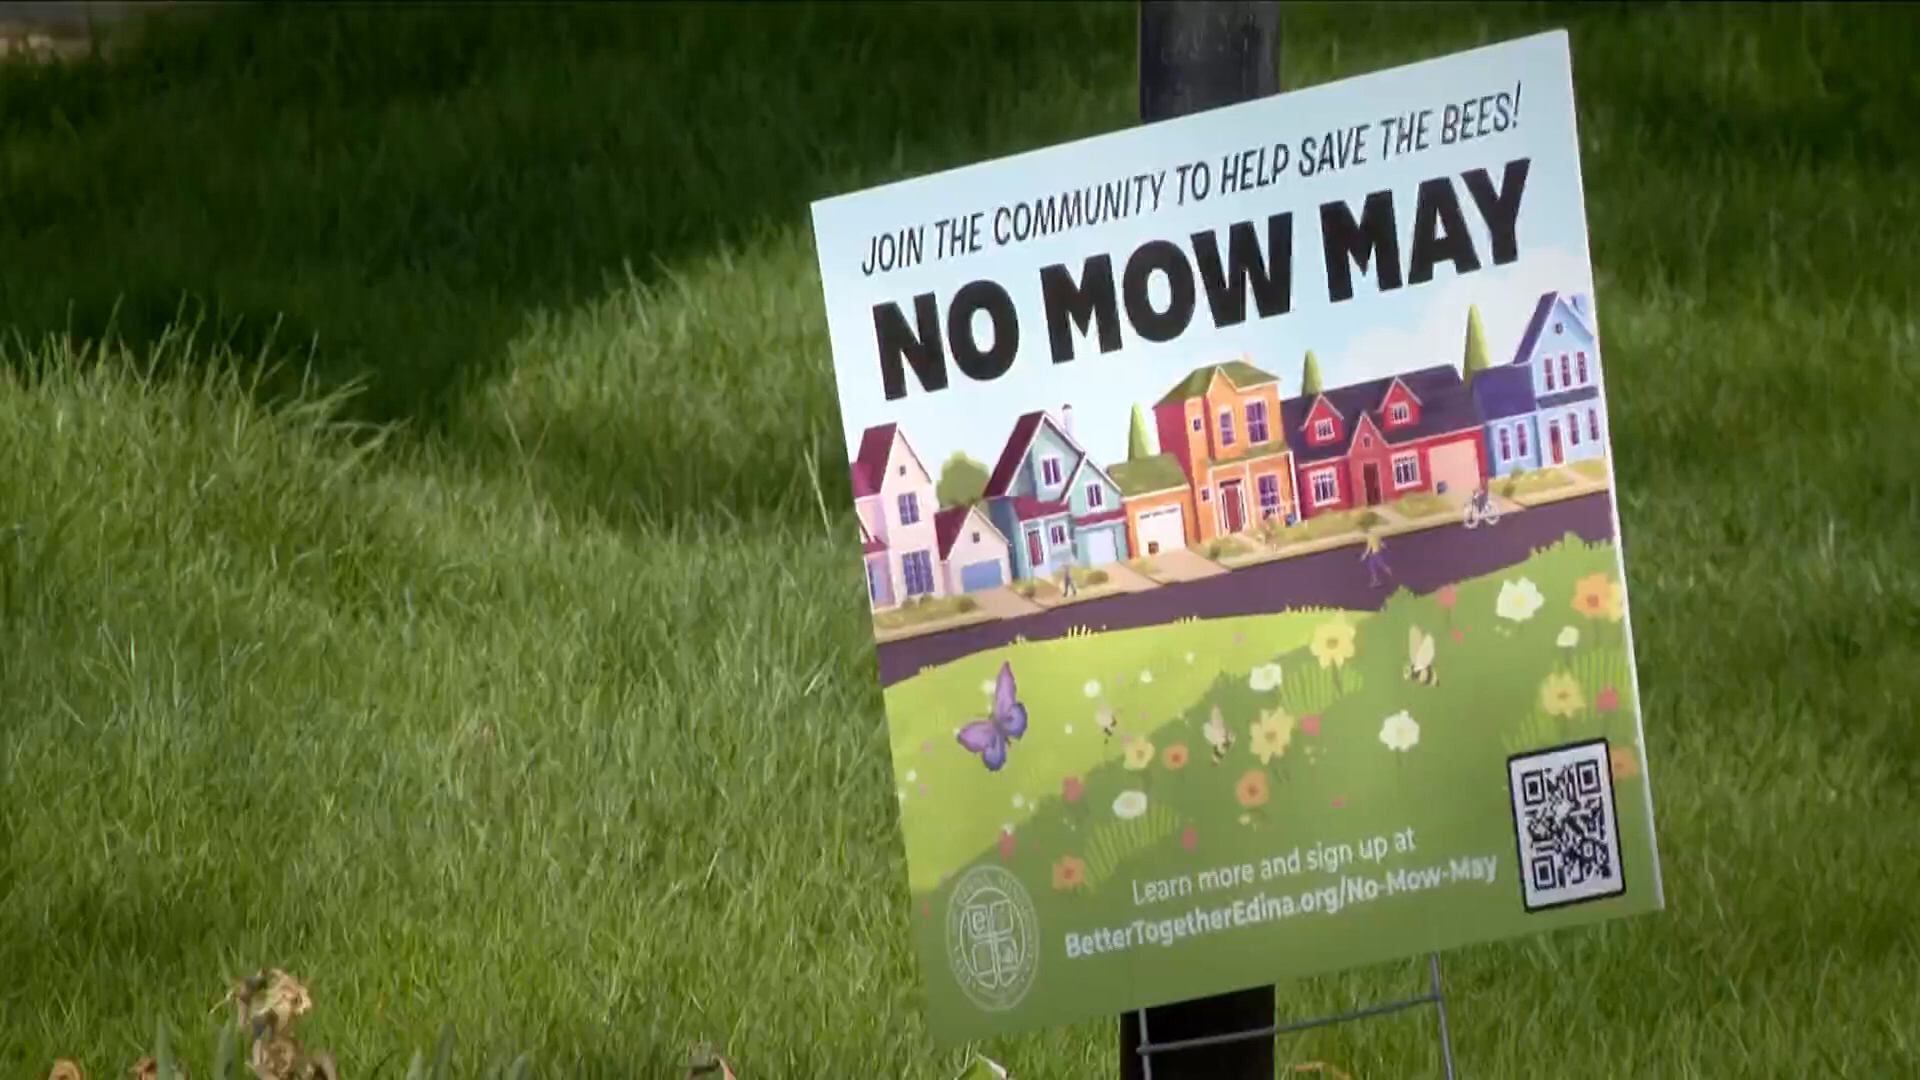 JOIN THE COMMUNITY TO HELP SAVE THE BEES!
NO MOW MAY
Learn more and sign up at
BetterTogetherEdina.org/No-Mow-May